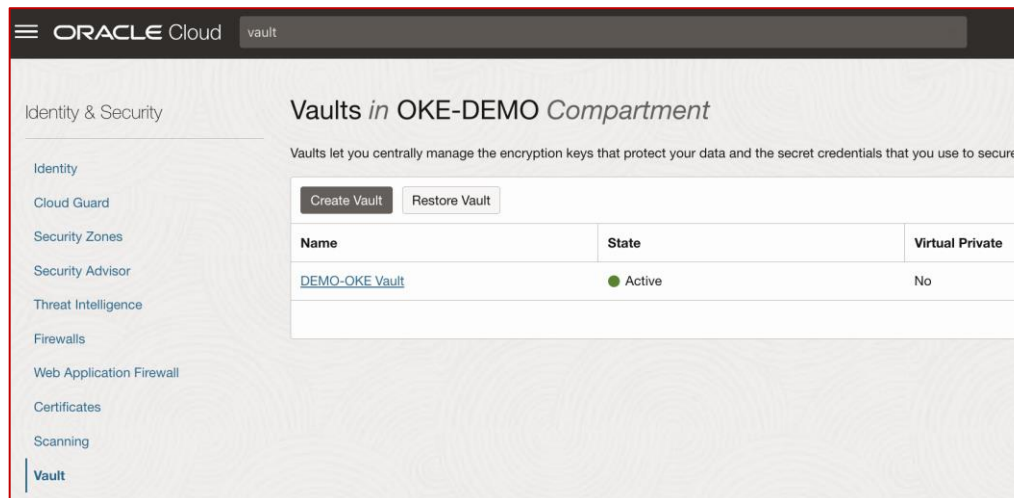 ORACLE Cloud
vault
Identity & Security
Identity
Cloud Guard
Security Zones
Security Advisor
Threat Intelligence
Firewalls
Web Application Firewall
Certificates
Scanning
Vault
Vaults in OKE-DEMO Compartment
Vaults let you centrally manage the encryption keys that protect your data and the secret credentials that you use to secure
Create Vault
Restore Vault
Name State Virtual Private
DEMO-OKE Vault Active No